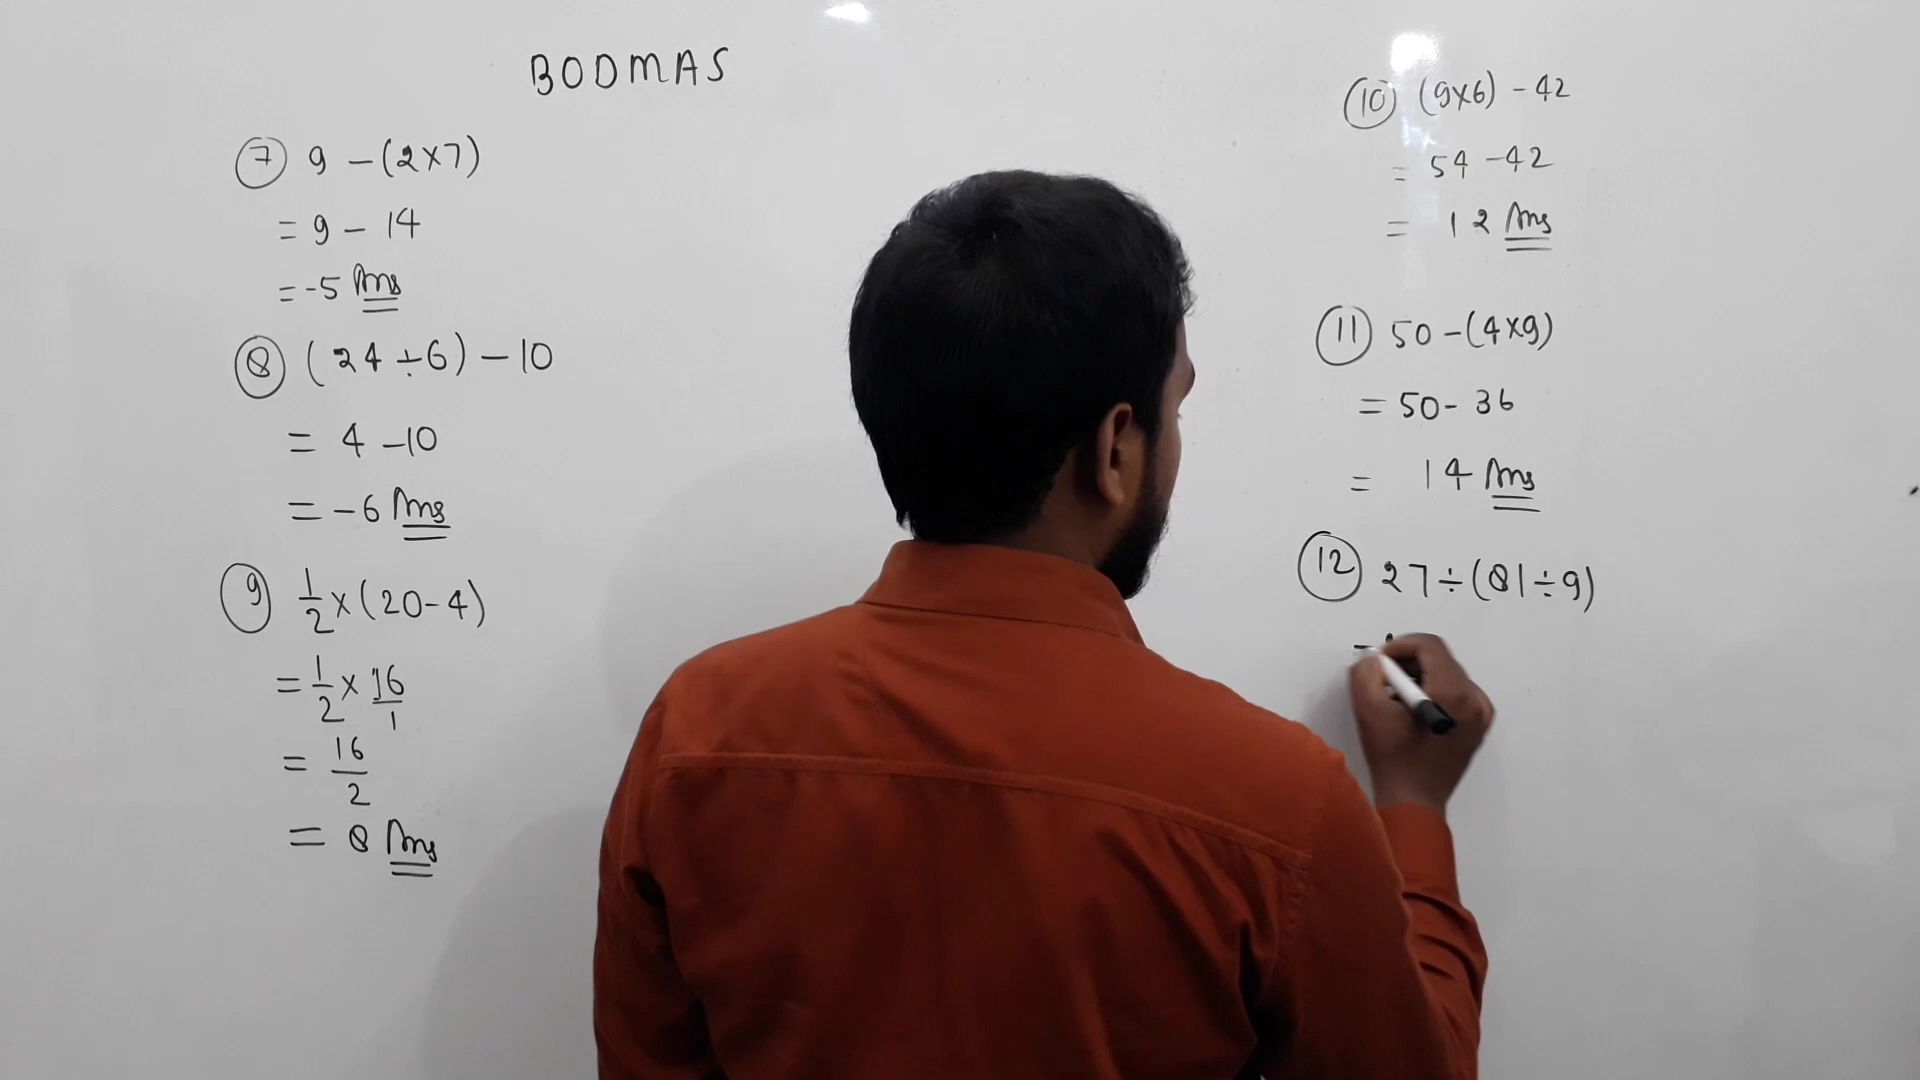 BODMAS
⑦ 9 - (2×7)
= 9 - 14
= -5 Ans
⑧ (24÷6) - 10
= 4 - 10
= -6 Ans
⑨ 1/2 × (20-4)
= 1/2 × 16/1
= 16/2
= 8 Ans
⑩ (9×6) - 42
= 54 - 42
= 12 Ans
⑪ 50 - (4×9)
= 50 - 36
= 14 Ans
⑫ 27÷(81÷9)